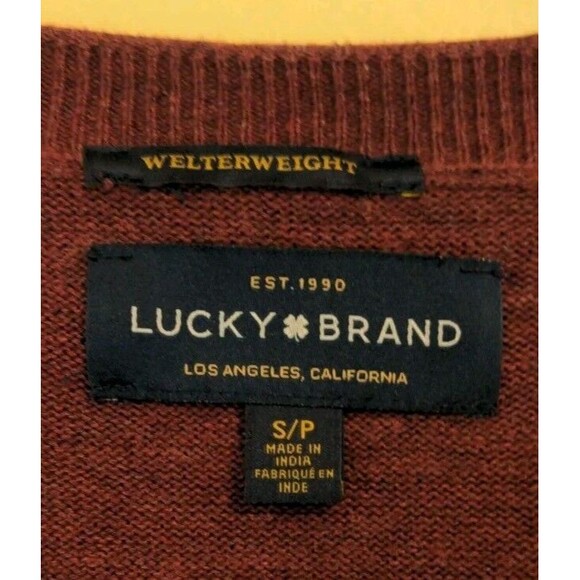 WELTERWEIGHT
EST. 1990
LUCKY BRAND
LOS ANGELES, CALIFORNIA
S/P
MADE IN
INDIA
FABRIQUÉ EN
INDE